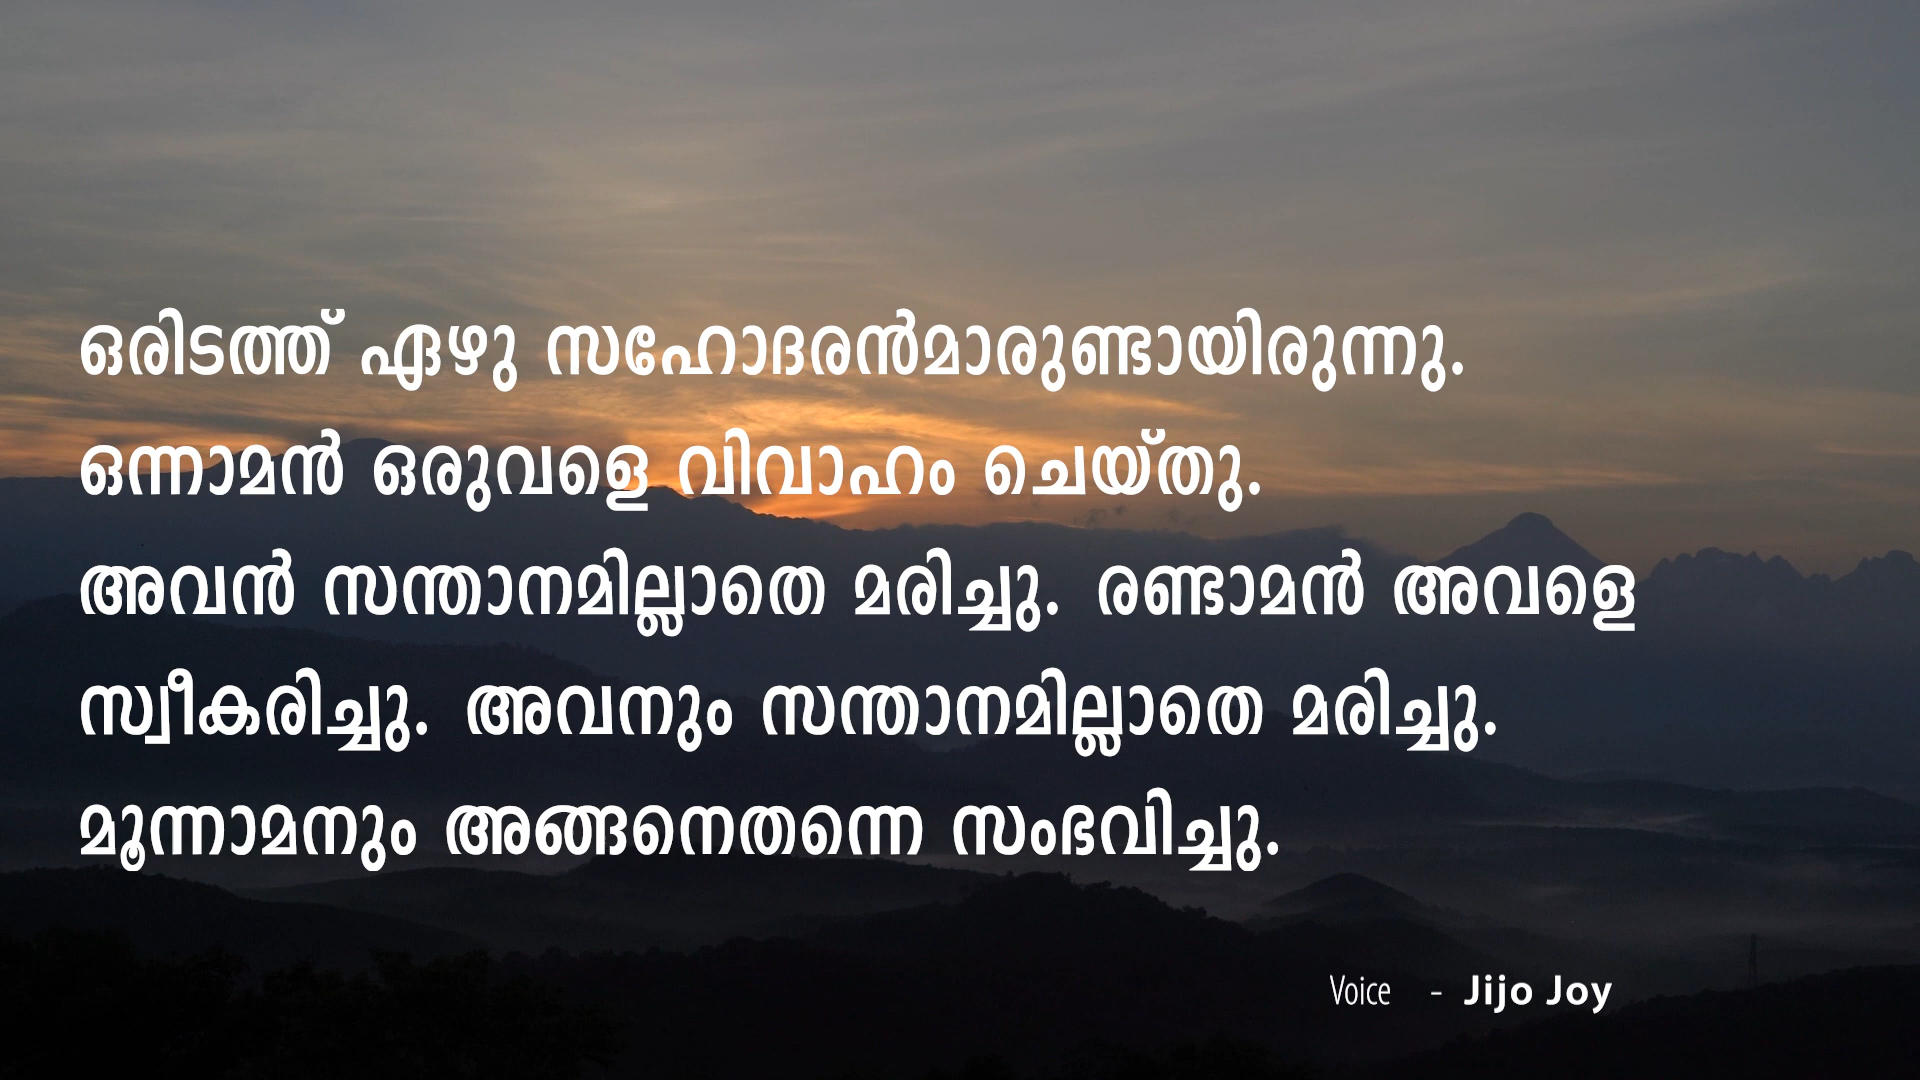 ഒരിടത്ത് ഏഴു സഹോദരൻമാരുണ്ടായിരുന്നു.
ഒന്നാമൻ ഒരുവളെ വിവാഹം ചെയ്തു.
അവൻ സന്താനമില്ലാതെ മരിച്ചു. രണ്ടാമൻ അവളെ
സ്വീകരിച്ചു. അവനും സന്താനമില്ലാതെ മരിച്ചു.
മൂന്നാമനും അങ്ങനെതന്നെ സംഭവിച്ചു.
Voice - Jijo Joy